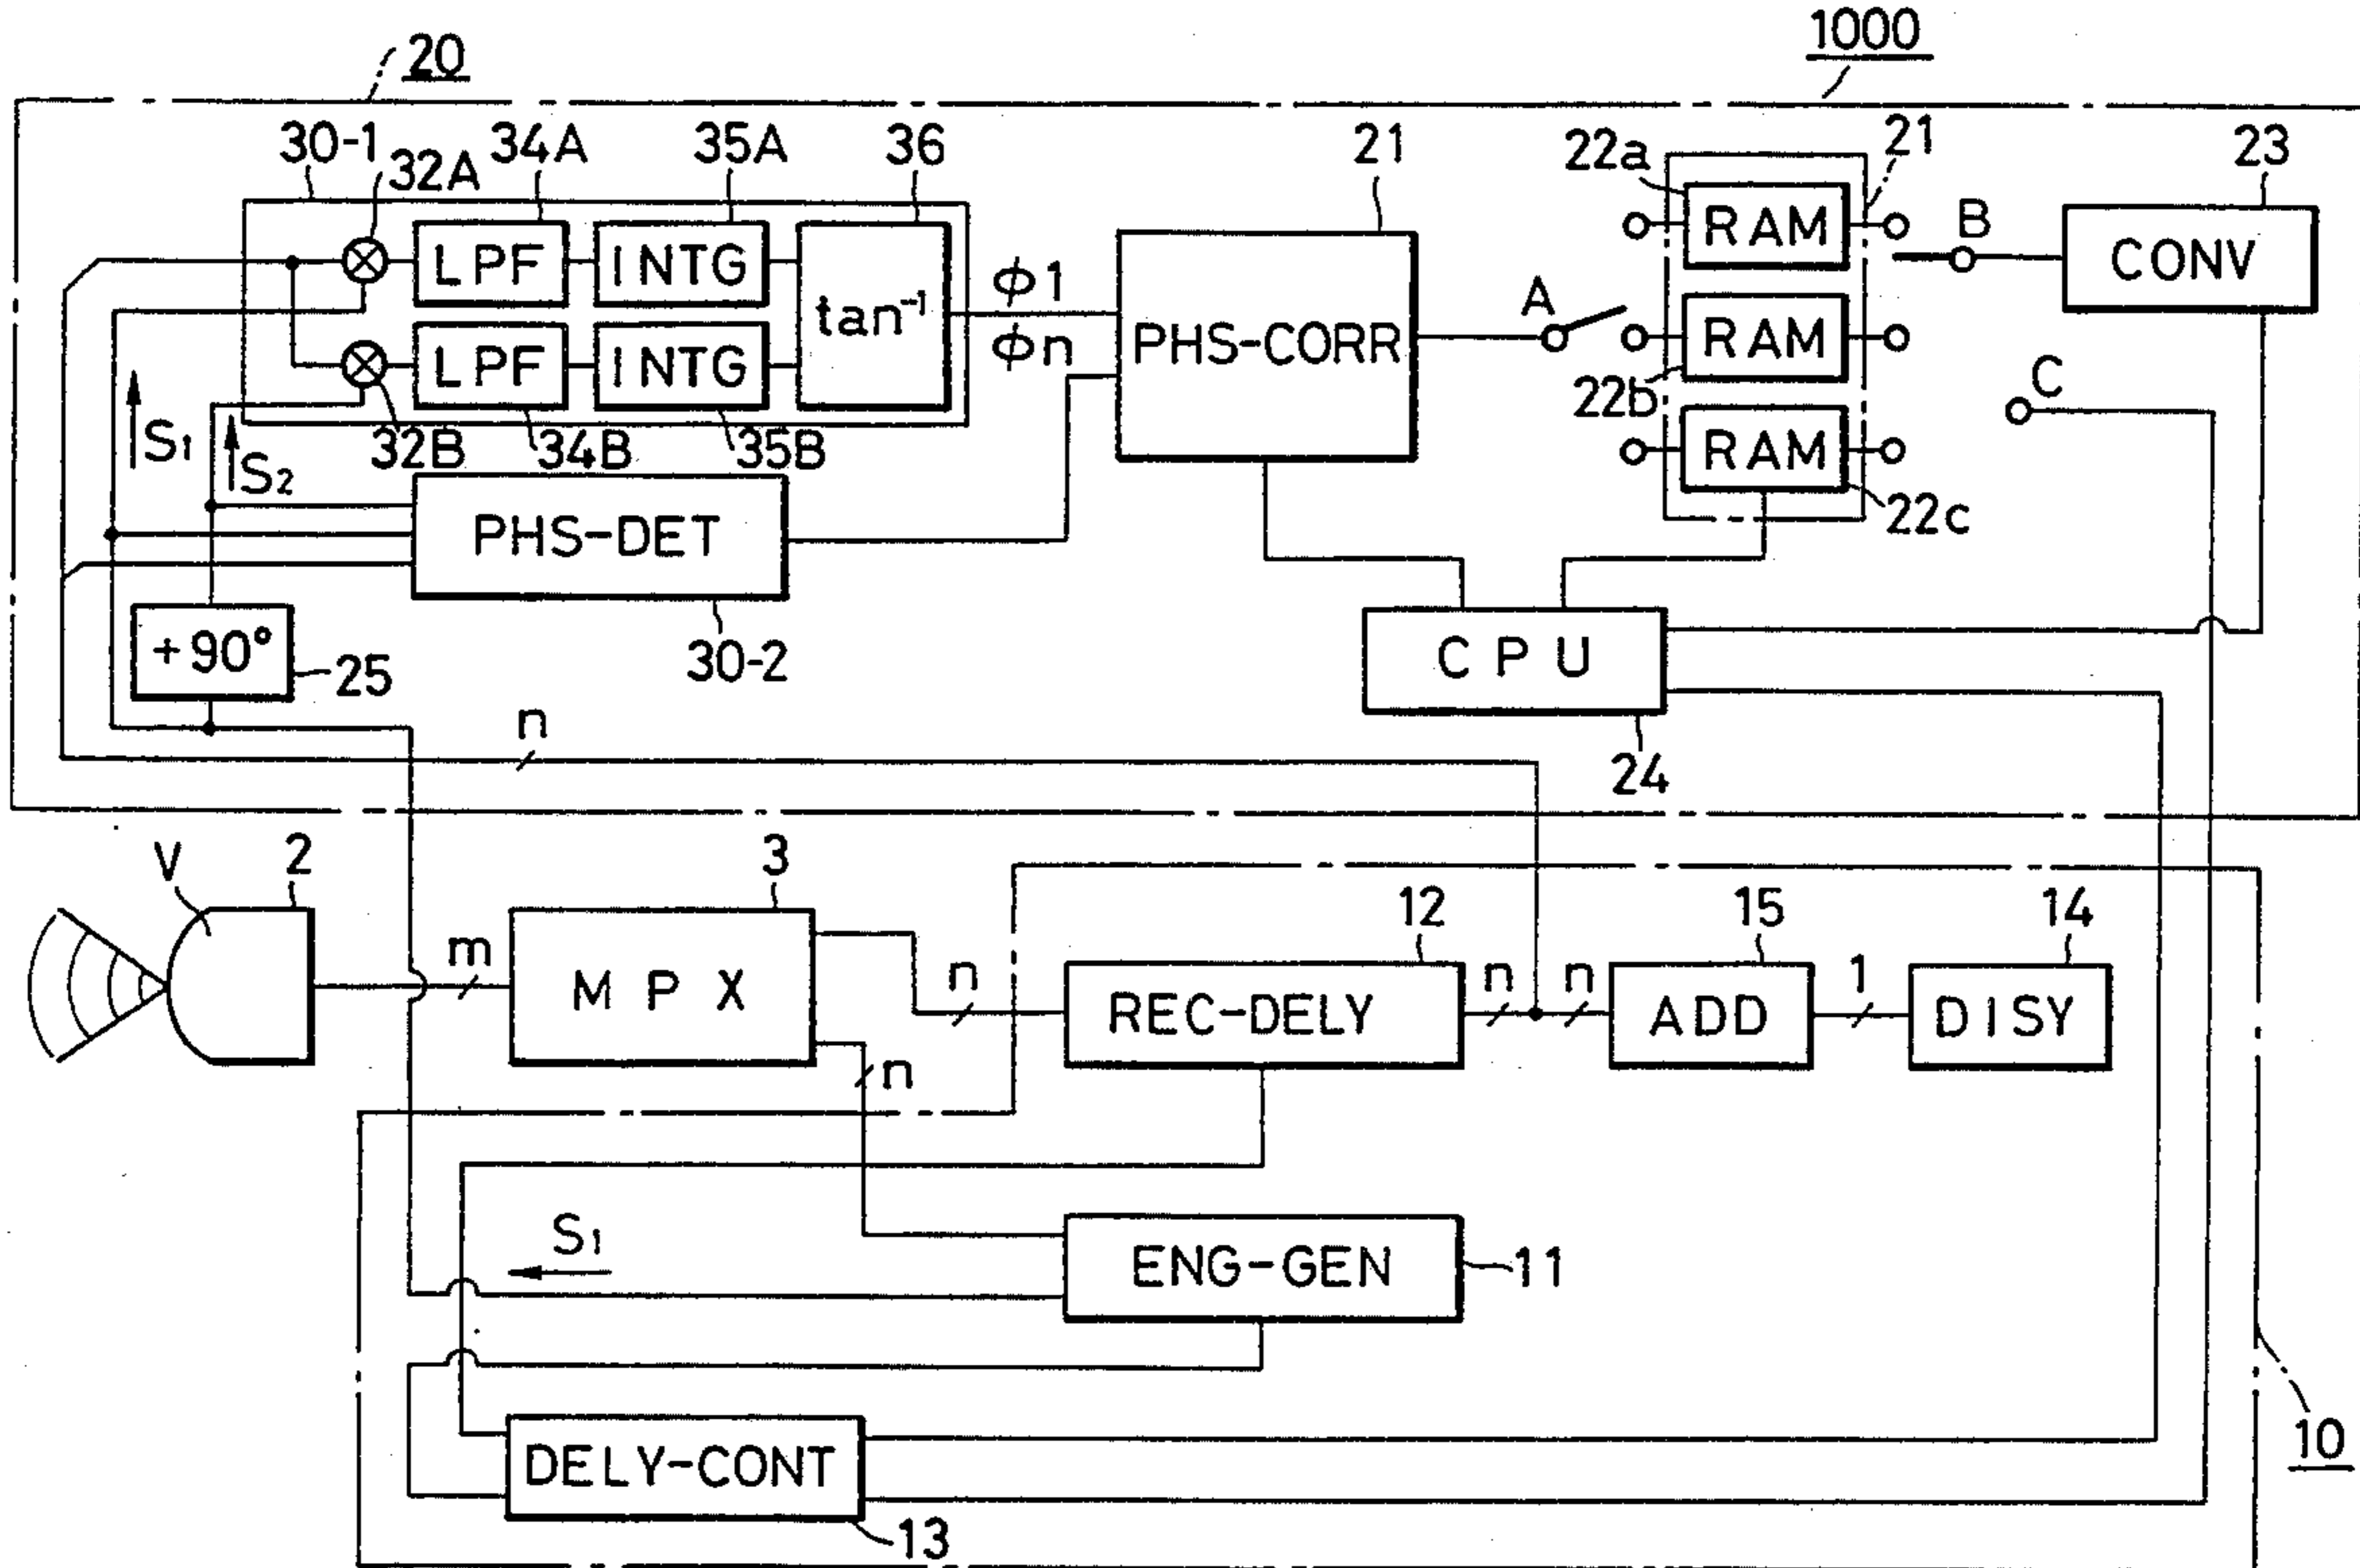 20
1000
30-1
32A
34A
35A
36
21
22a
21
23
LPF
INTG
tan⁻¹
ϕ1
ϕn
PHS-CORR
A
RAM
B
CONV
LPF
INTG
RAM
22b
C
S₁
S₂
32B
34B
35B
RAM
22c
PHS-DET
30-2
+90°
25
CPU
24
n
V
2
3
12
15
14
m
MPX
n
REC-DELY
n
n
ADD
1
DISY
n
S₁
ENG-GEN
11
DELY-CONT
13
10